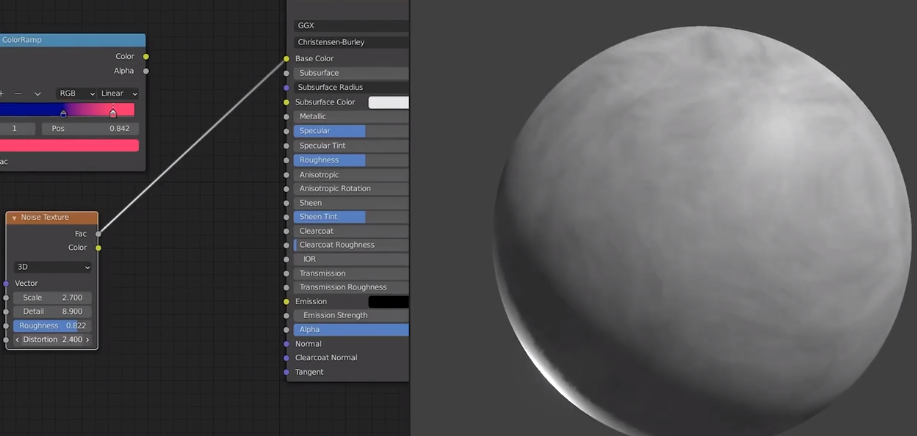 ColorRamp
Color
Alpha
RGB Linear
1 Pos 0.842
ac
Noise Texture
Fac
Color
3D
Vector
Scale 2.700
Detail 8.900
Roughness 0.822
Distortion 2.400
GGX
Christensen-Burley
Base Color
Subsurface
Subsurface Radius
Subsurface Color
Metallic
Specular
Specular Tint
Roughness
Anisotropic
Anisotropic Rotation
Sheen
Sheen Tint
Clearcoat
Clearcoat Roughness
IOR
Transmission
Transmission Roughness
Emission
Emission Strength
Alpha
Normal
Clearcoat Normal
Tangent